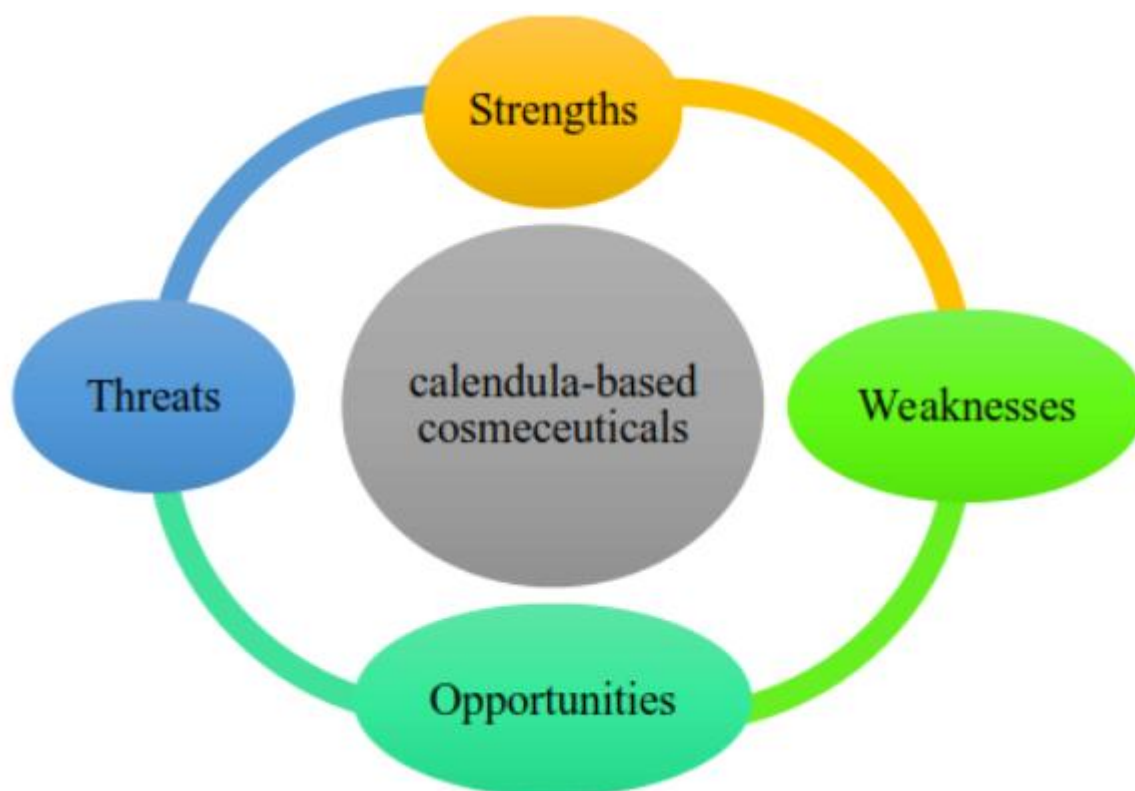 Strengths
Threats
calendula-based
cosmeceuticals
Weaknesses
Opportunities